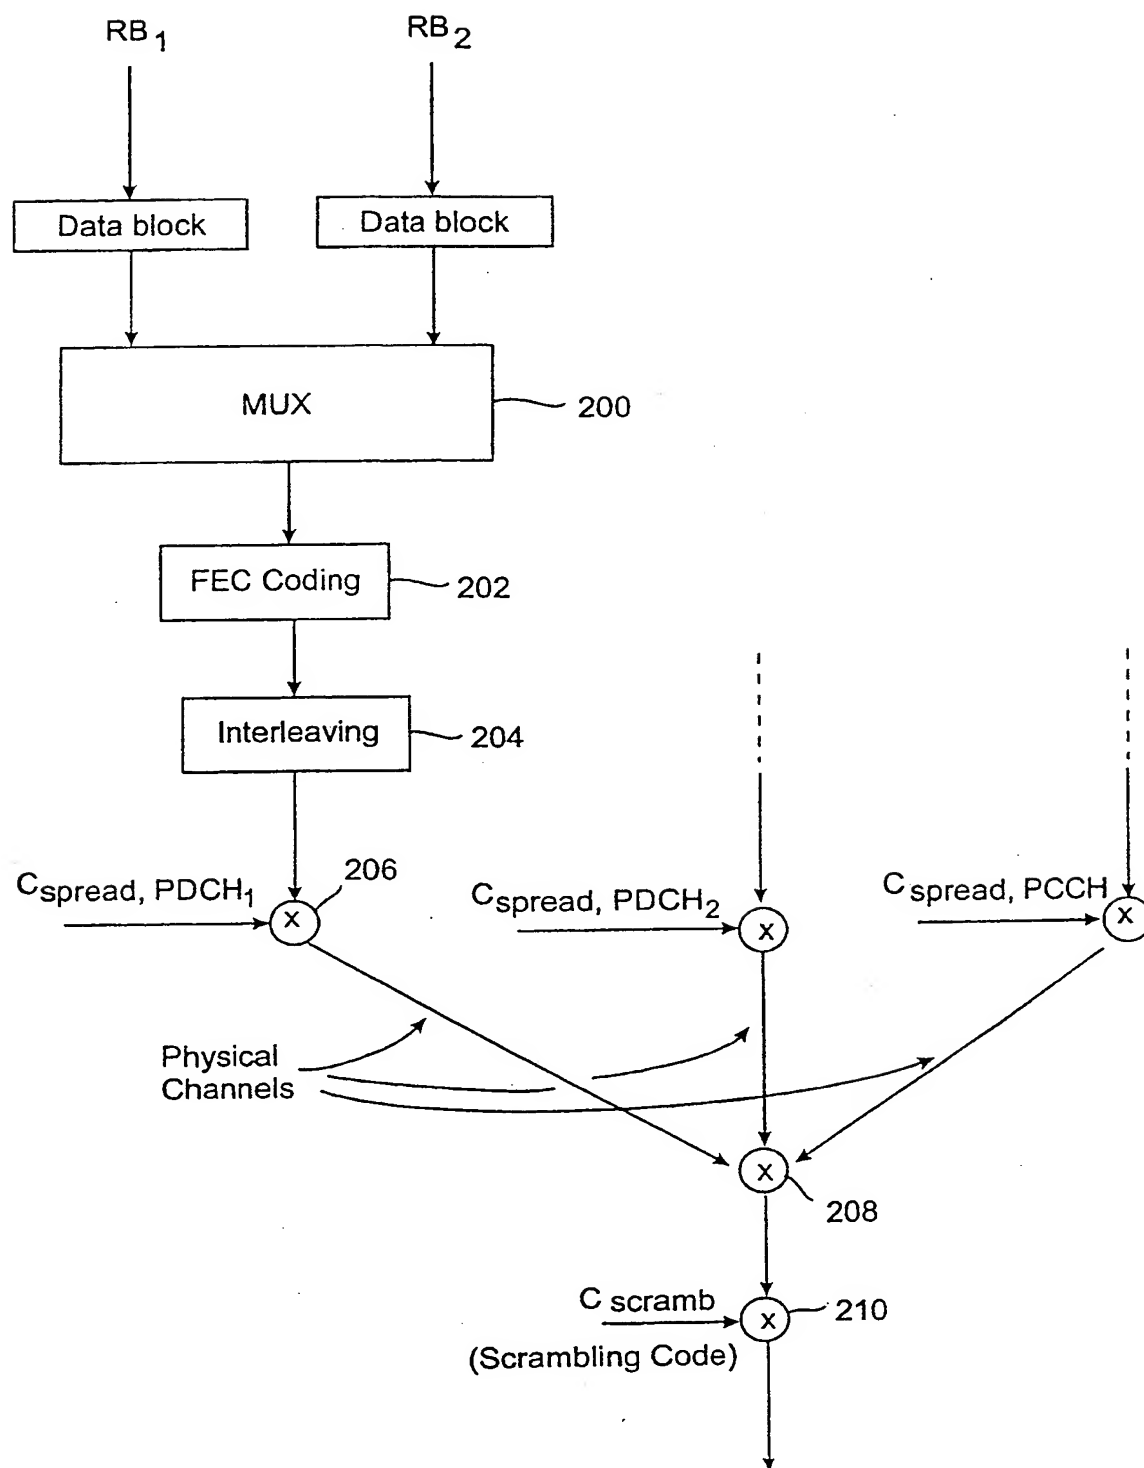 RB1
RB2
Data block
Data block
MUX
200
FEC Coding
202
Interleaving
204
206
Cspread, PDCH1
X
Cspread, PDCH2
X
Cspread, PCCH
X
Physical
Channels
X
208
C scramb
X
210
(Scrambling Code)